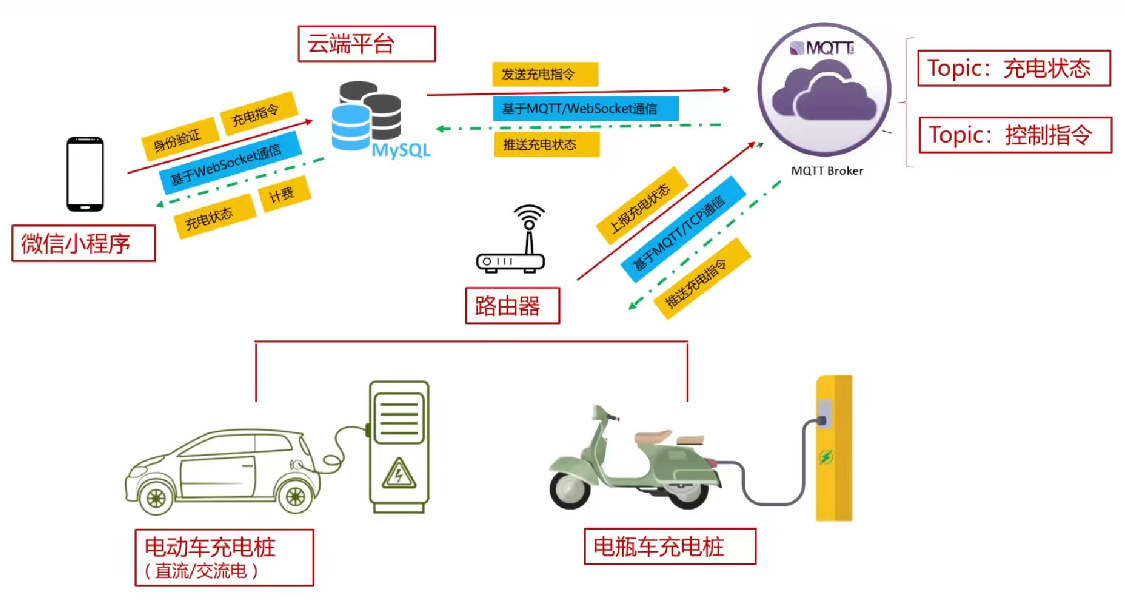 云端平台
MQTT
Topic：充电状态
发送充电指令
基于MQTT/WebSocket通信
推送充电状态
Topic：控制指令
身份验证
充电指令
基于WebSocket通信
MySQL
充电状态
计费
MQTT Broker
微信小程序
上报充电状态
基于MQTT/TCP通信
推送充电指令
路由器
电动车充电桩
（直流/交流电）
电瓶车充电桩